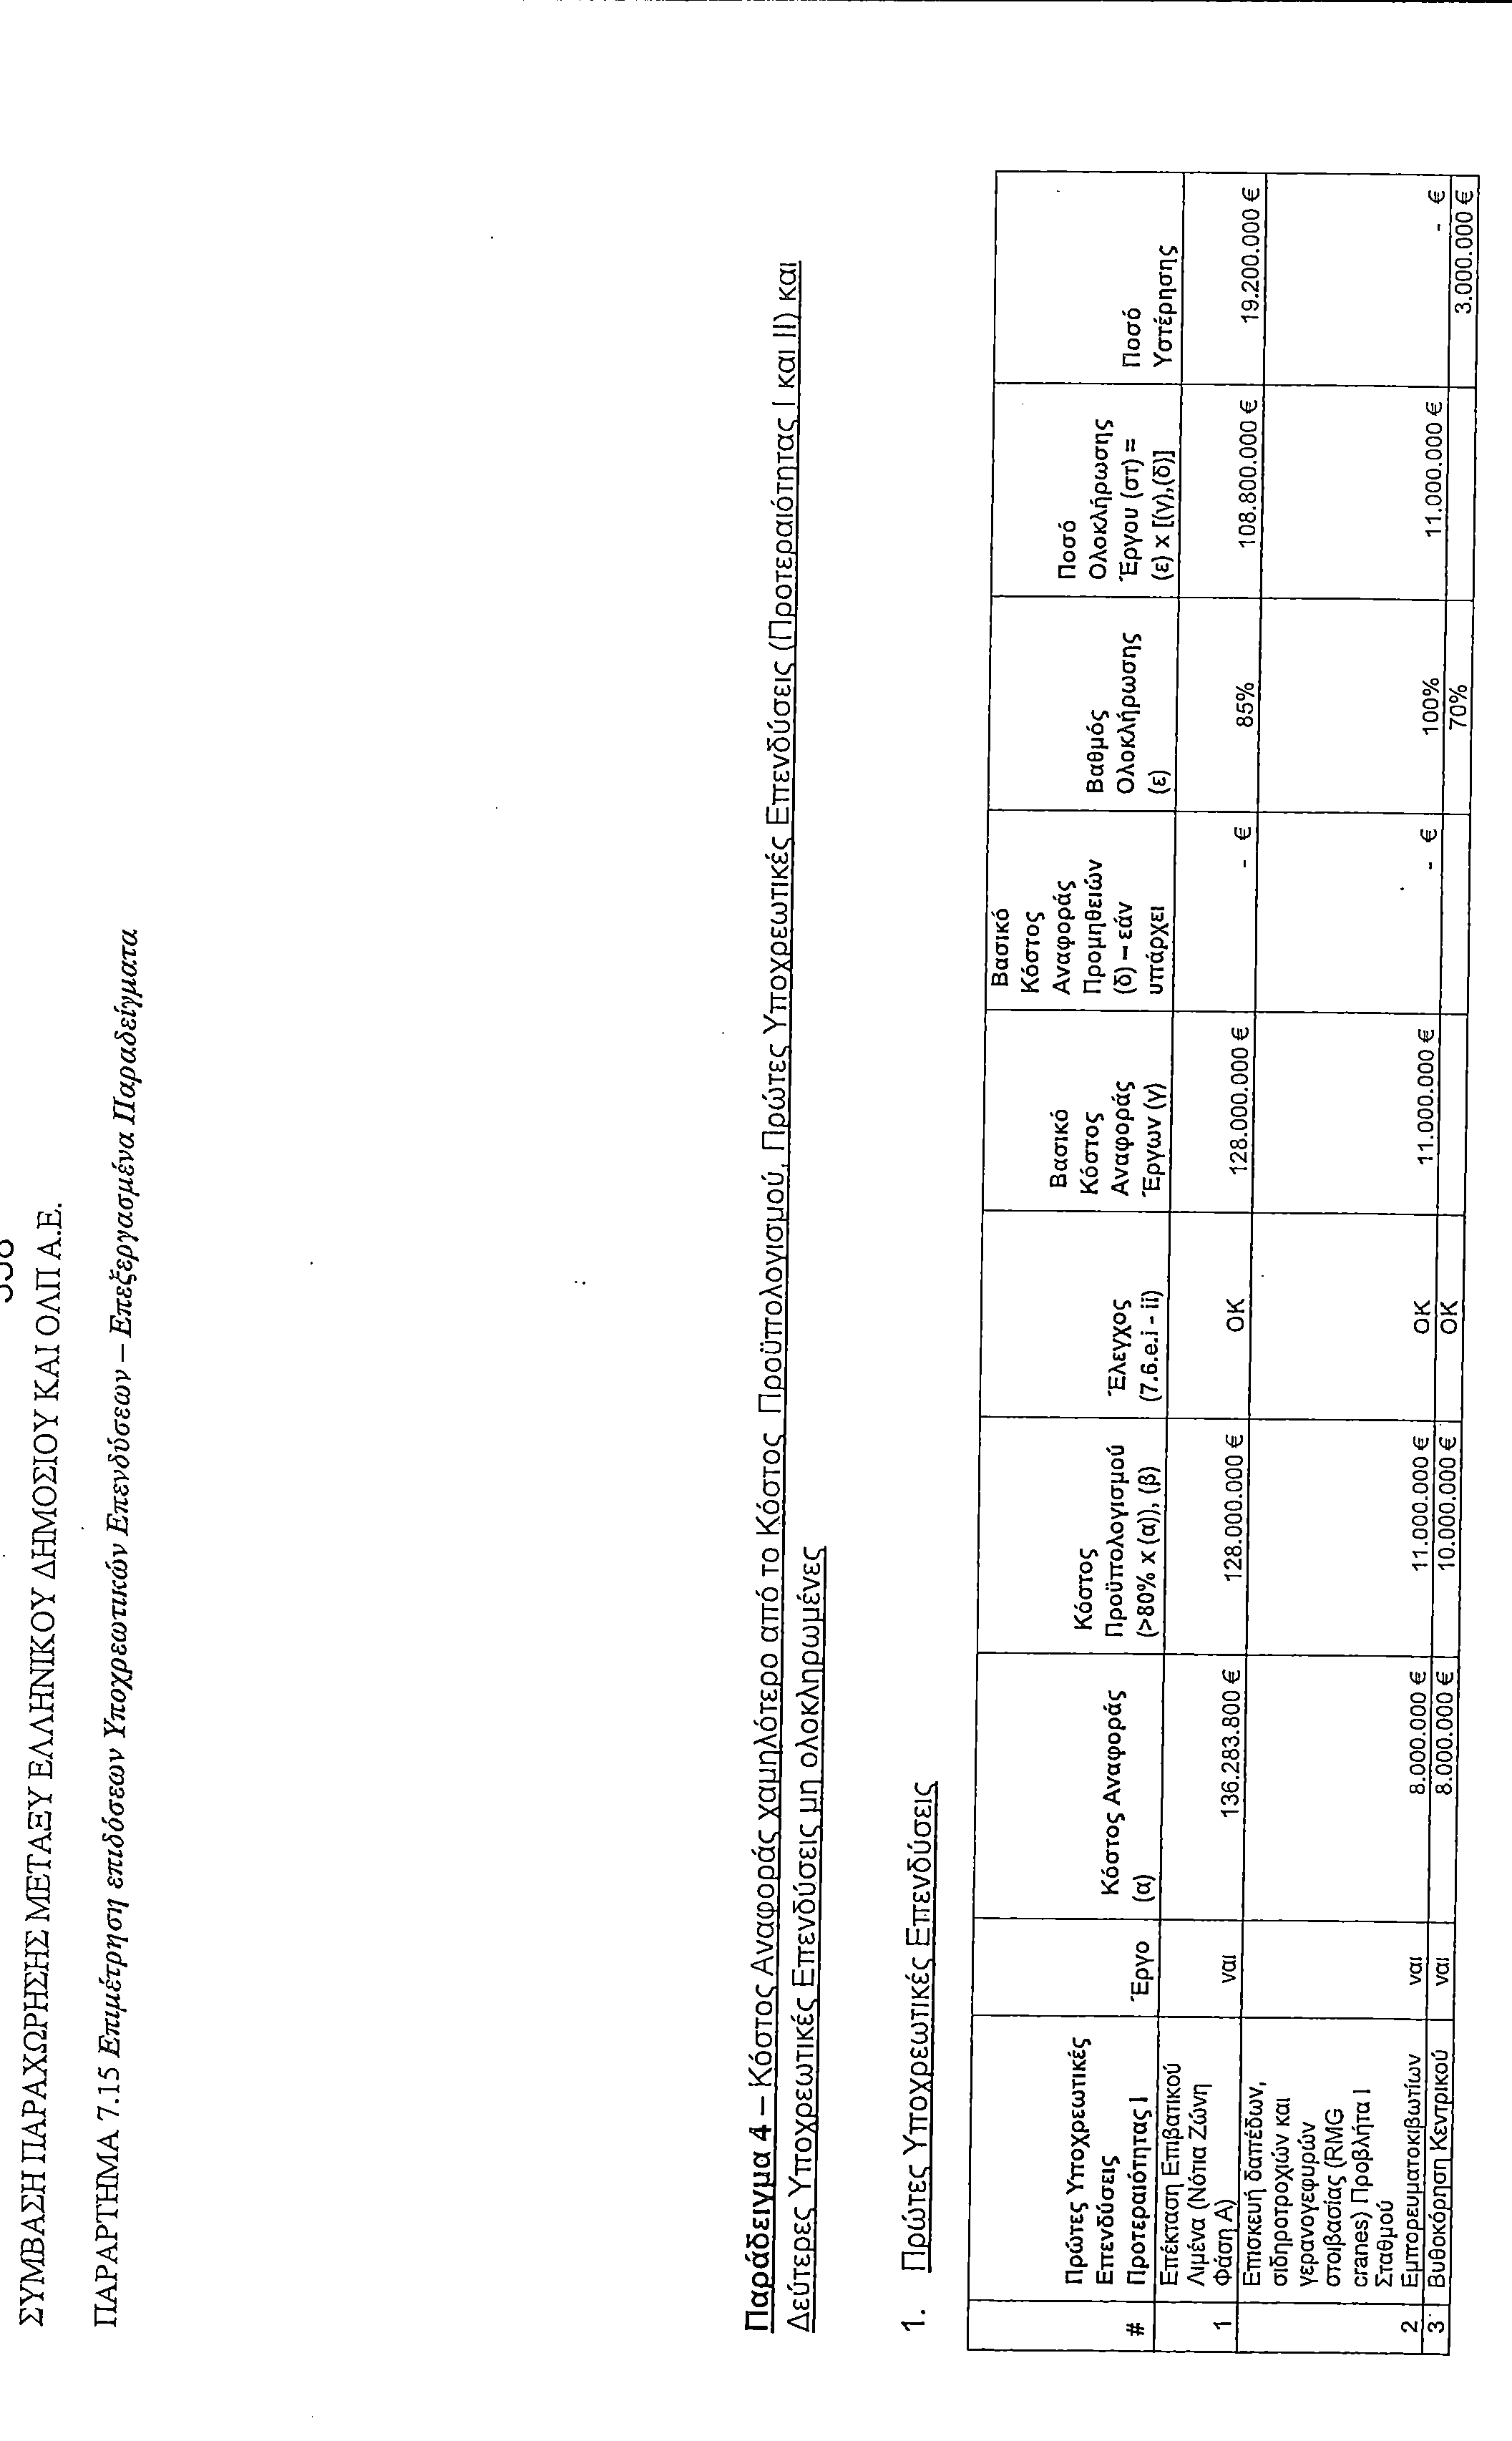 ΣΥΜΒΑΣΗ ΠΑΡΑΧΩΡΗΣΗΣ ΜΕΤΑΞΥ ΕΛΛΗΝΙΚΟΥ ΔΗΜΟΣΙΟΥ ΚΑΙ ΟΛΠ Α.Ε.
ΠΑΡΑΡΤΗΜΑ 7.15 Επιμέτρηση επιδόσεων Υποχρεωτικών Επενδύσεων – Επεξεργασμένα Παραδείγματα
Παράδειγμα 4 – Κόστος Αναφοράς χαμηλότερο από το Κόστος Προϋπολογισμού, Πρώτες Υποχρεωτικές Επενδύσεις (Προτεραιότητας Ι και ΙΙ) και
Δεύτερες Υποχρεωτικές Επενδύσεις μη ολοκληρωμένες
1. Πρώτες Υποχρεωτικές Επενδύσεις
#
Πρώτες Υποχρεωτικές
Επενδύσεις
Προτεραιότητας Ι
Έργο
Κόστος Αναφοράς
(α)
Κόστος
Προϋπολογισμού
(>80% x (α)), (β)
Έλεγχος
(7.6.e.i - ii)
Βασικό
Κόστος
Αναφοράς
Έργων (γ)
Βασικό
Κόστος
Αναφοράς
Προμηθειών
(δ) – εάν
υπάρχει
Βαθμός
Ολοκλήρωσης
(ε)
Ποσό
Ολοκλήρωσης
Έργου (στ) =
(ε) x [(γ),(δ)]
Ποσό
Υστέρησης
1
Επέκταση Επιβατικού
Λιμένα (Νότια Ζώνη
Φάση Α)
ναι
136.283.800 €
128.000.000 €
OK
128.000.000 €
- €
85%
108.800.000 €
19.200.000 €
2
Επισκευή δαπέδων,
σιδηροτροχιών και
γερανογεφυρών
στοιβασίας (RMG
cranes) Προβλήτα Ι
Σταθμού
Εμπορευματοκιβωτίων
ναι
8.000.000 €
11.000.000 €
OK
11.000.000 €
- €
100%
11.000.000 €
- €
3
Βυθοκόρηση Κεντρικού
ναι
8.000.000 €
10.000.000 €
OK
70%
3.000.000 €